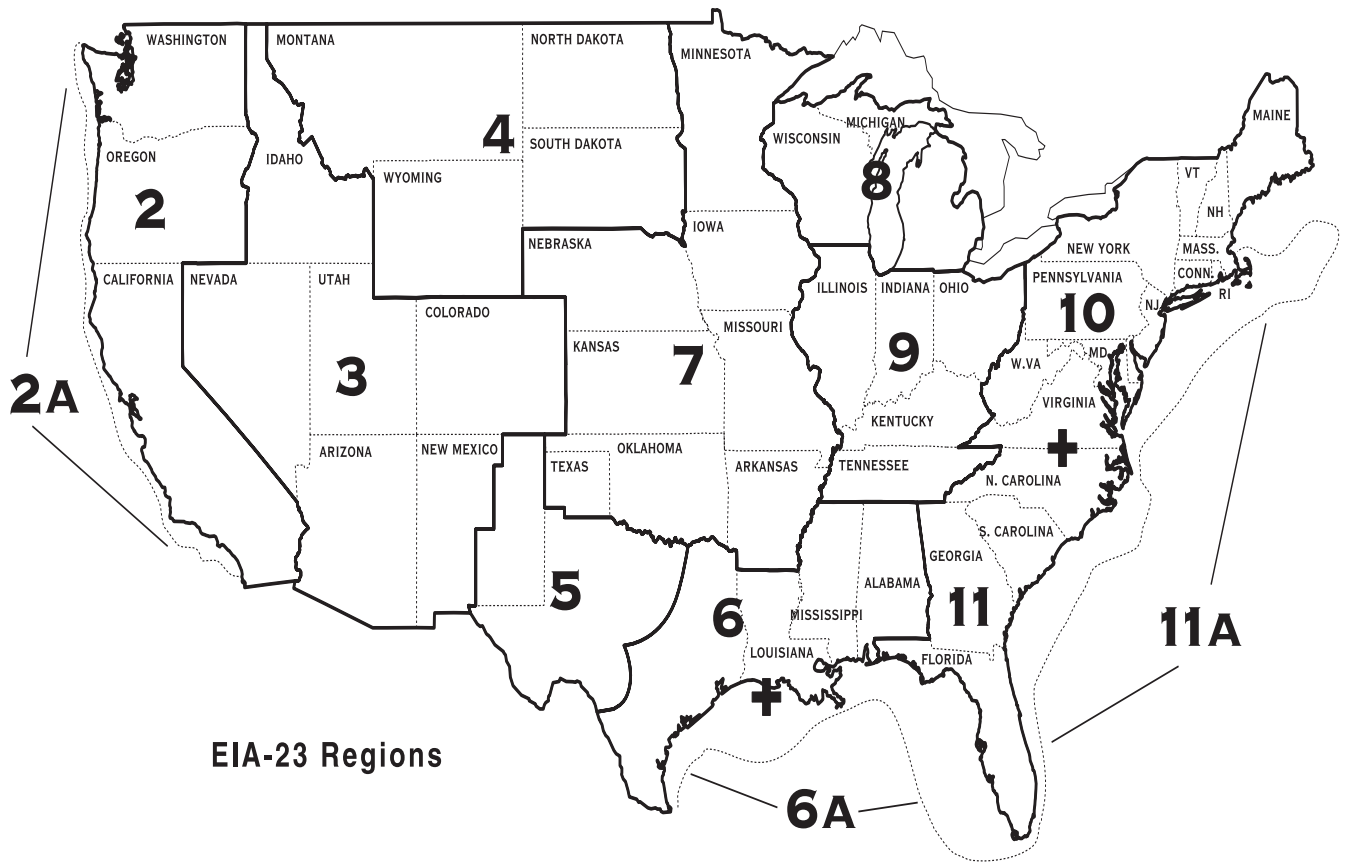 WASHINGTON
MONTANA
NORTH DAKOTA
MINNESOTA
MAINE
4
SOUTH DAKOTA
WISCONSIN
MICHIGAN
OREGON
IDAHO
WYOMING
8
VT
2
NH
IOWA
NEBRASKA
NEW YORK
MASS.
CALIFORNIA
NEVADA
UTAH
ILLINOIS
INDIANA
OHIO
PENNSYLVANIA
CONN.
RI
COLORADO
MISSOURI
10
NJ
KANSAS
7
9
MD
3
W.VA
2A
VIRGINIA
KENTUCKY
ARIZONA
NEW MEXICO
OKLAHOMA
TEXAS
ARKANSAS
TENNESSEE
N. CAROLINA
S. CAROLINA
GEORGIA
5
6
ALABAMA
MISSISSIPPI
11
11A
LOUISIANA
FLORIDA
EIA-23 Regions
6A